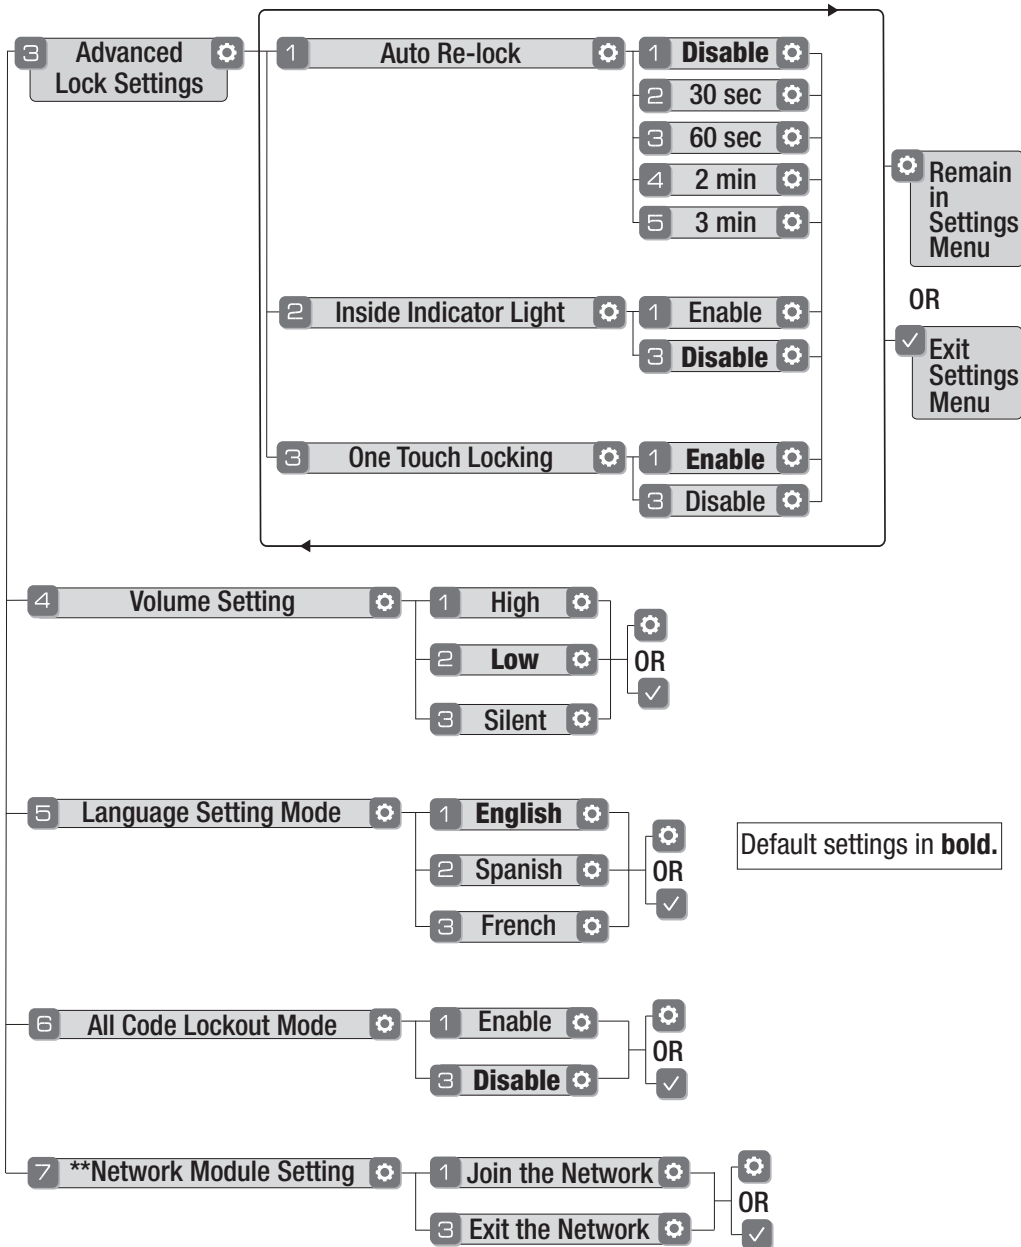 3 Advanced
Lock Settings
1 Auto Re-lock
1 Disable
2 30 sec
3 60 sec
4 2 min
5 3 min
2 Inside Indicator Light
1 Enable
3 Disable
3 One Touch Locking
1 Enable
3 Disable
Remain
in
Settings
Menu
OR
Exit
Settings
Menu
4 Volume Setting
1 High
2 Low
3 Silent
OR
5 Language Setting Mode
1 English
2 Spanish
3 French
OR
Default settings in bold.
6 All Code Lockout Mode
1 Enable
3 Disable
OR
7 **Network Module Setting
1 Join the Network
3 Exit the Network
OR